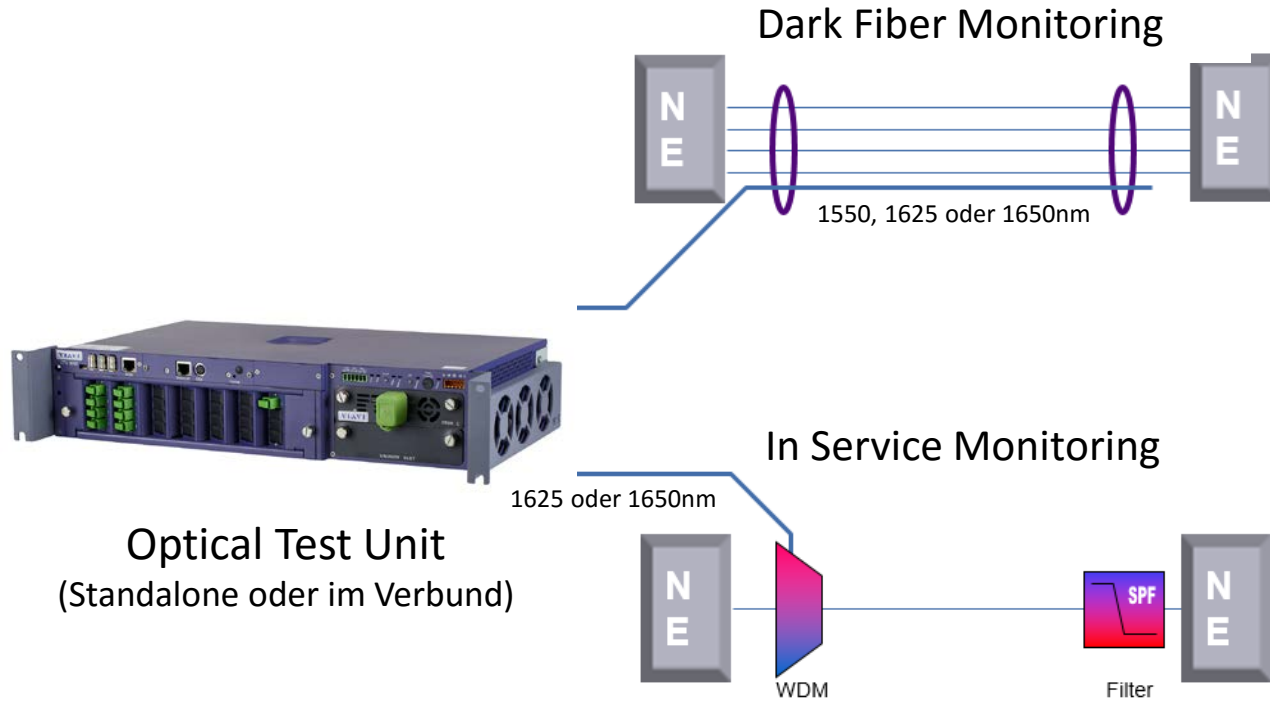 Dark Fiber Monitoring
N
E
N
E
1550, 1625 oder 1650nm
VIAVI
VIAVI
In Service Monitoring
1625 oder 1650nm
Optical Test Unit
(Standalone oder im Verbund)
N
E
SPF
N
E
WDM
Filter